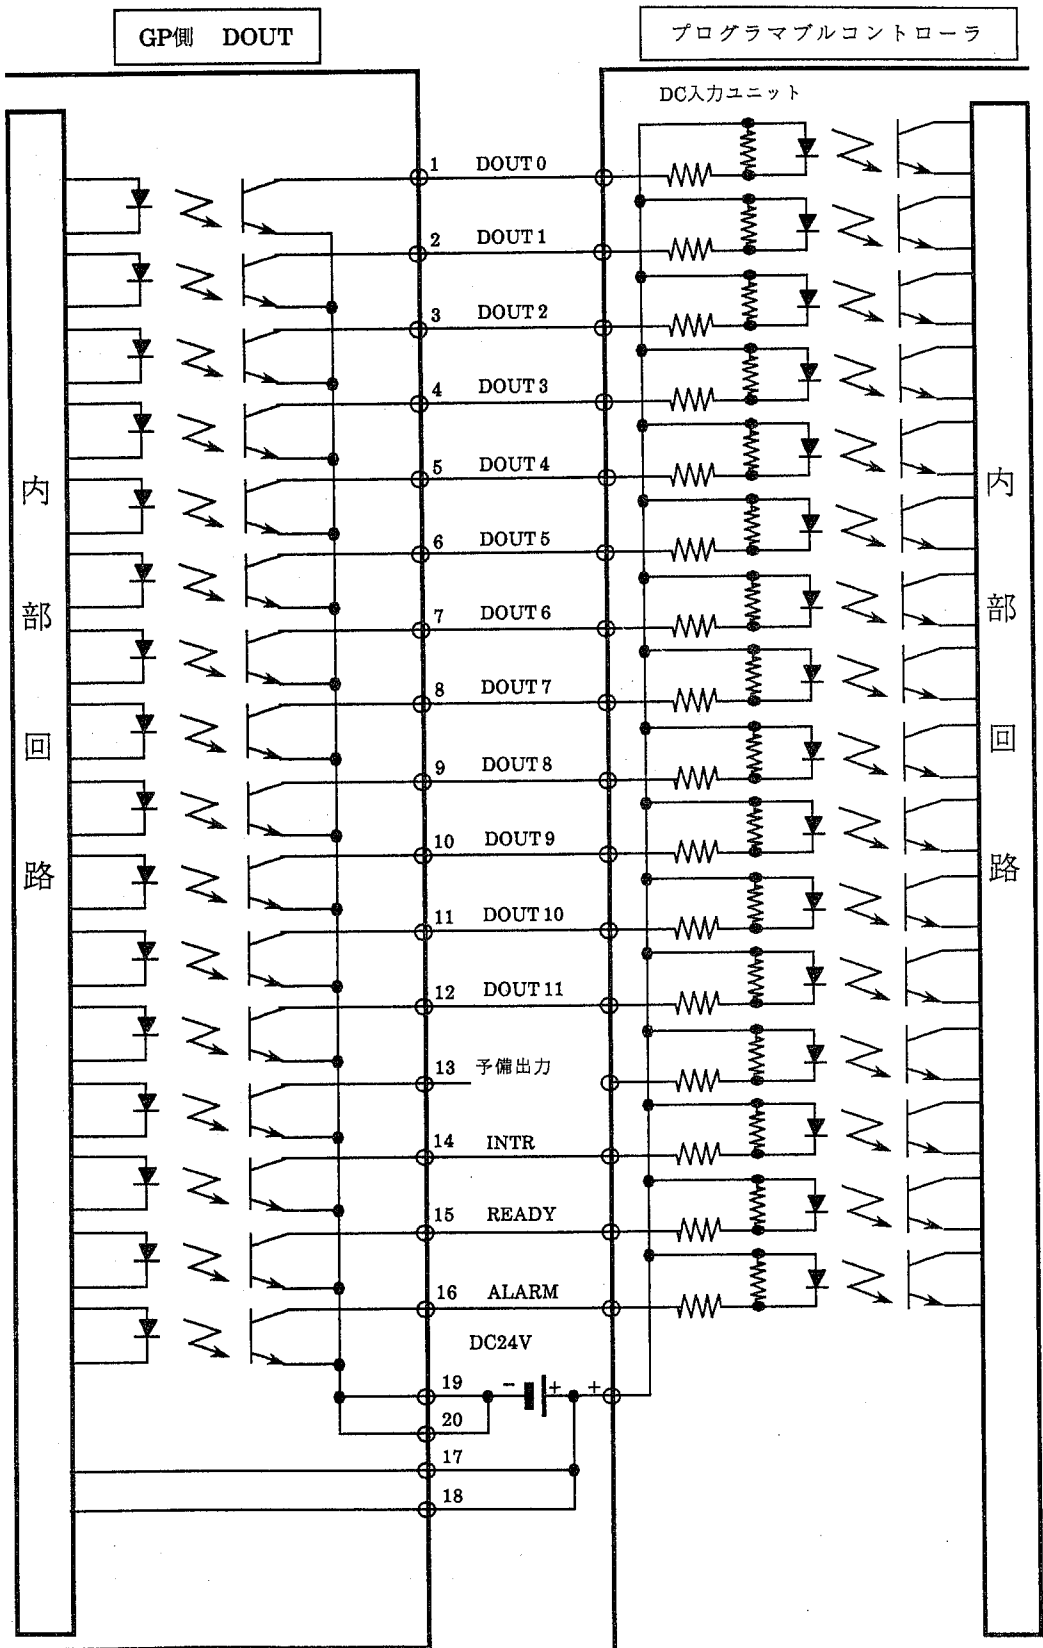 GP側 DOUT
プログラマブルコントローラ
DC入力ユニット
1 DOUT 0
2 DOUT 1
3 DOUT 2
4 DOUT 3
5 DOUT 4
6 DOUT 5
7 DOUT 6
8 DOUT 7
9 DOUT 8
10 DOUT 9
11 DOUT 10
12 DOUT 11
13 予備出力
14 INTR
15 READY
16 ALARM
DC24V
19 - + +
20
17
18
内部回路
内部回路